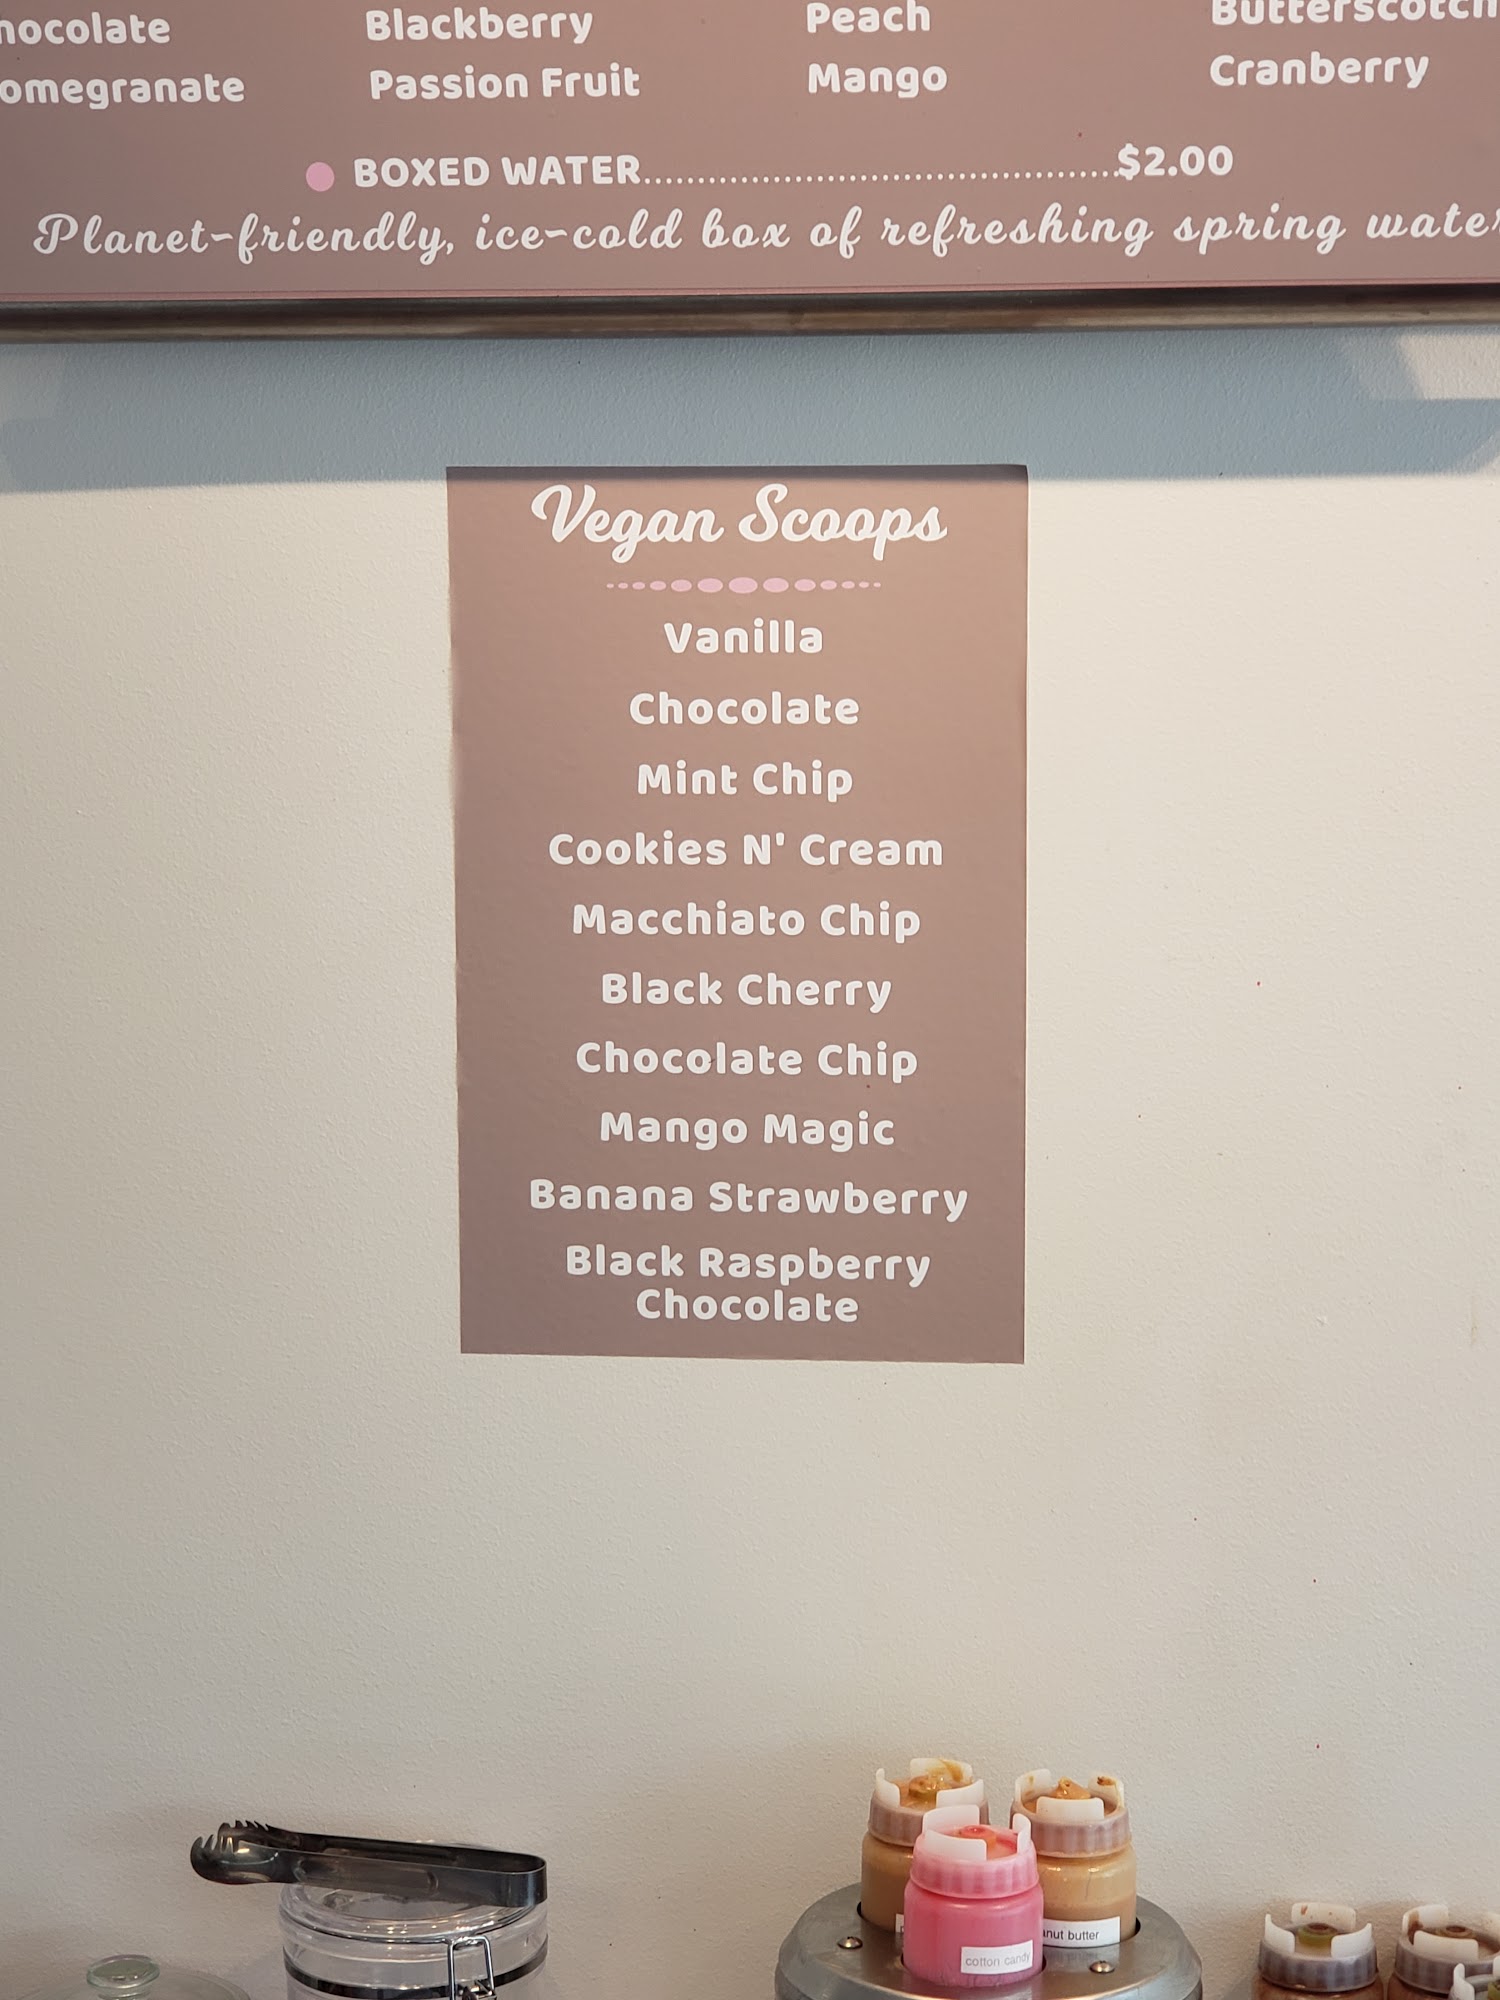 hocolate Blackberry Peach Butterscotch
omegranate Passion Fruit Mango Cranberry
BOXED WATER........................................$2.00
Planet-friendly, ice-cold box of refreshing spring water
Vegan Scoops
Vanilla
Chocolate
Mint Chip
Cookies N' Cream
Macchiato Chip
Black Cherry
Chocolate Chip
Mango Magic
Banana Strawberry
Black Raspberry
Chocolate
anut butter
cotton candy